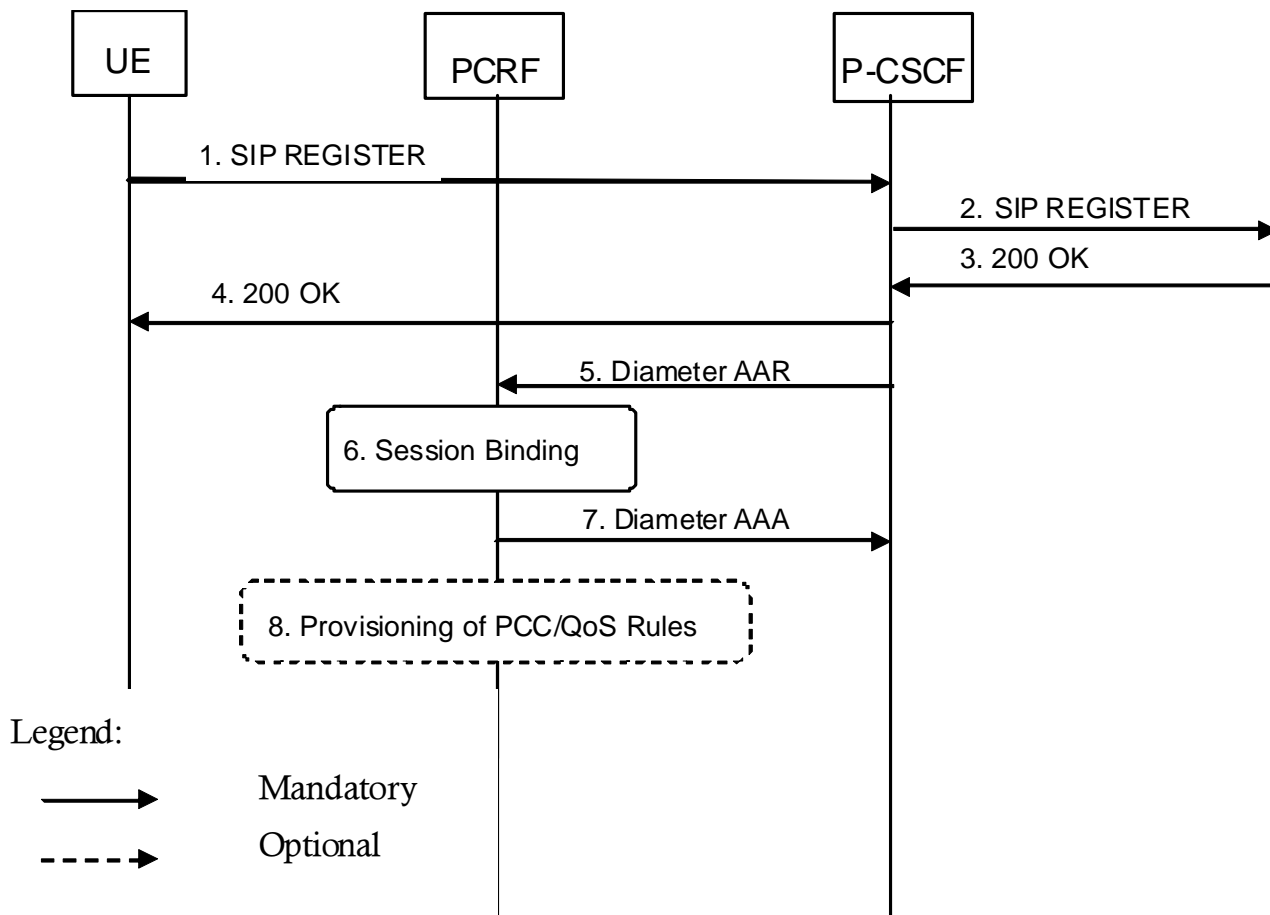 UE
PCRF
P-CSCF
1. SIP REGISTER
2. SIP REGISTER
3. 200 OK
4. 200 OK
5. Diameter AAR
6. Session Binding
7. Diameter AAA
8. Provisioning of PCC/QoS Rules
Legend:
Mandatory
Optional